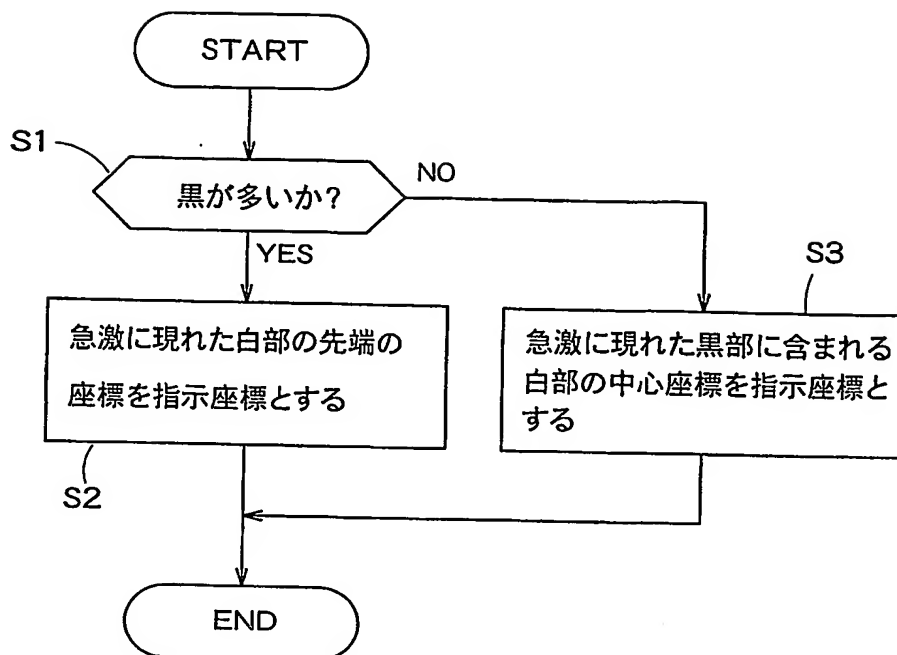 START
S1
黒が多いか?
NO
YES
S3
急激に現れた白部の先端の
座標を指示座標とする
急激に現れた黒部に含まれる
白部の中心座標を指示座標と
する
S2
END